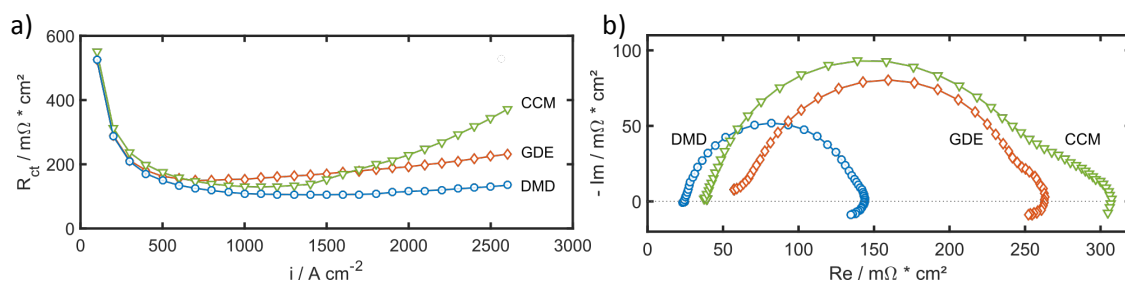 a)
R_ct / mΩ * cm²
600
400
200
0
CCM
GDE
DMD
0 500 1000 1500 2000 2500 3000
i / A cm^-2
b)
- Im / mΩ * cm²
100
50
0
DMD
GDE
CCM
0 50 100 150 200 250 300
Re / mΩ * cm²